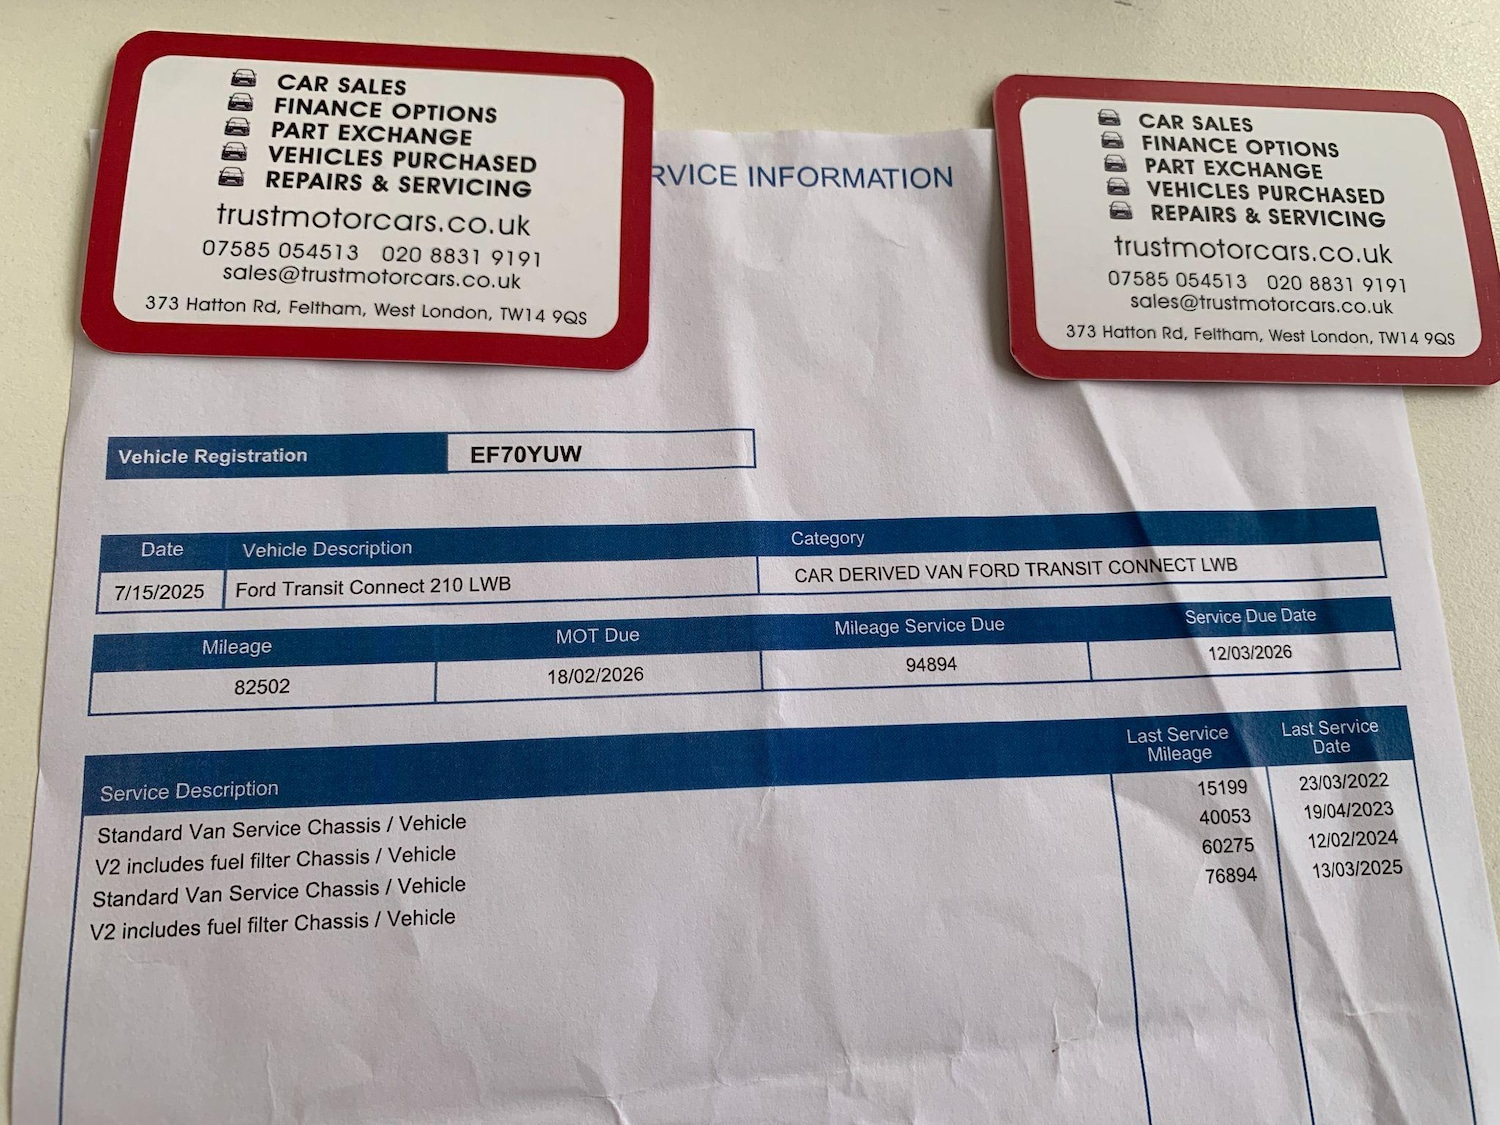 CAR SALES
FINANCE OPTIONS
PART EXCHANGE
VEHICLES PURCHASED
REPAIRS & SERVICING
trustmotorcars.co.uk
07585 054513 020 8831 9191
sales@trustmotorcars.co.uk
373 Hatton Rd, Feltham, West London, TW14 9QS
CAR SALES
FINANCE OPTIONS
PART EXCHANGE
VEHICLES PURCHASED
REPAIRS & SERVICING
trustmotorcars.co.uk
07585 054513 020 8831 9191
sales@trustmotorcars.co.uk
373 Hatton Rd, Feltham, West London, TW14 9QS
RVICE INFORMATION
Vehicle Registration EF70YUW
Date Vehicle Description Category
7/15/2025 Ford Transit Connect 210 LWB CAR DERIVED VAN FORD TRANSIT CONNECT LWB
Mileage MOT Due Mileage Service Due Service Due Date
82502 18/02/2026 94894 12/03/2026
Service Description Last Service Mileage Last Service Date
Standard Van Service Chassis / Vehicle 15199 23/03/2022
V2 includes fuel filter Chassis / Vehicle 40053 19/04/2023
Standard Van Service Chassis / Vehicle 60275 12/02/2024
V2 includes fuel filter Chassis / Vehicle 76894 13/03/2025